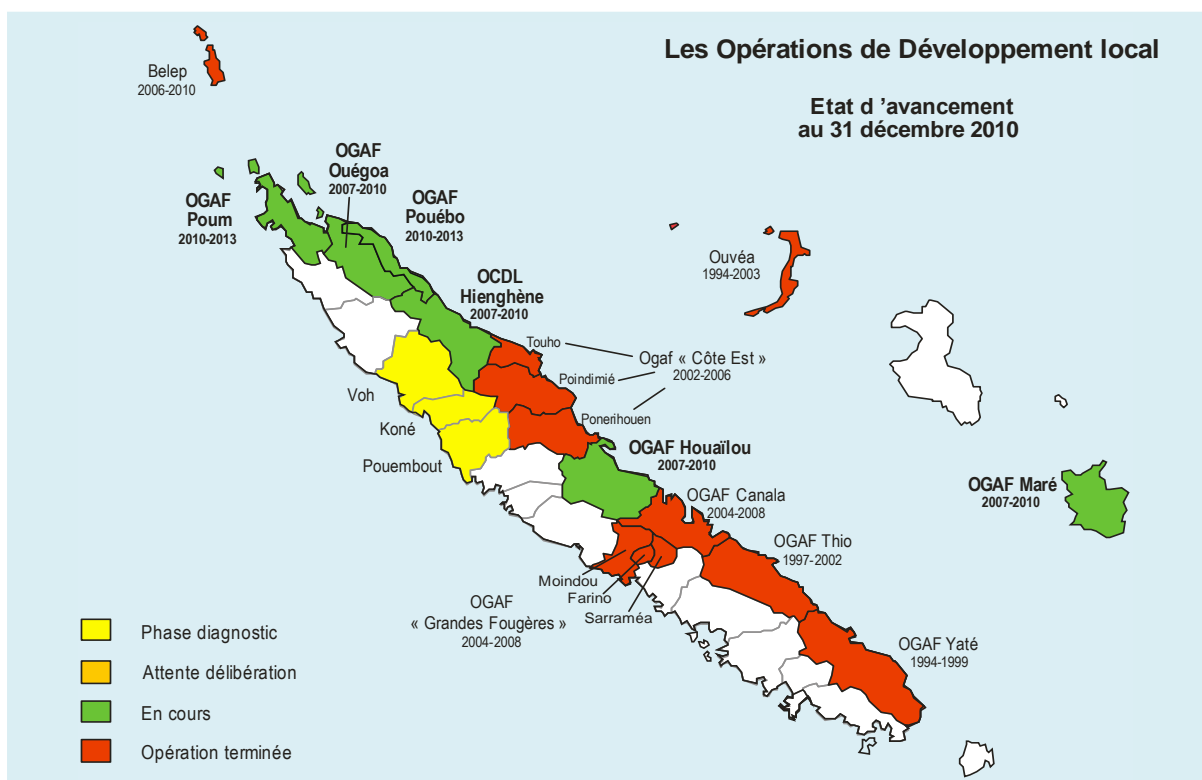 Les Opérations de Développement local
Etat d ’avancement
au 31 décembre 2010
Belep
2006-2010
OGAF
Ouégoa
2007-2010
OGAF
Pouébo
2010-2013
OGAF
Poum
2010-2013
OCDL
Hienghène
2007-2010
Ouvéa
1994-2003
Touho
Poindimié
Ponerihouen
Ogaf « Côte Est »
2002-2006
Voh
Koné
Pouembout
OGAF Houaïlou
2007-2010
OGAF Canala
2004-2008
OGAF Maré
2007-2010
OGAF Thio
1997-2002
Moindou
Farino
Sarraméa
OGAF
« Grandes Fougères »
2004-2008
OGAF Yaté
1994-1999
Phase diagnostic
Attente délibération
En cours
Opération terminée